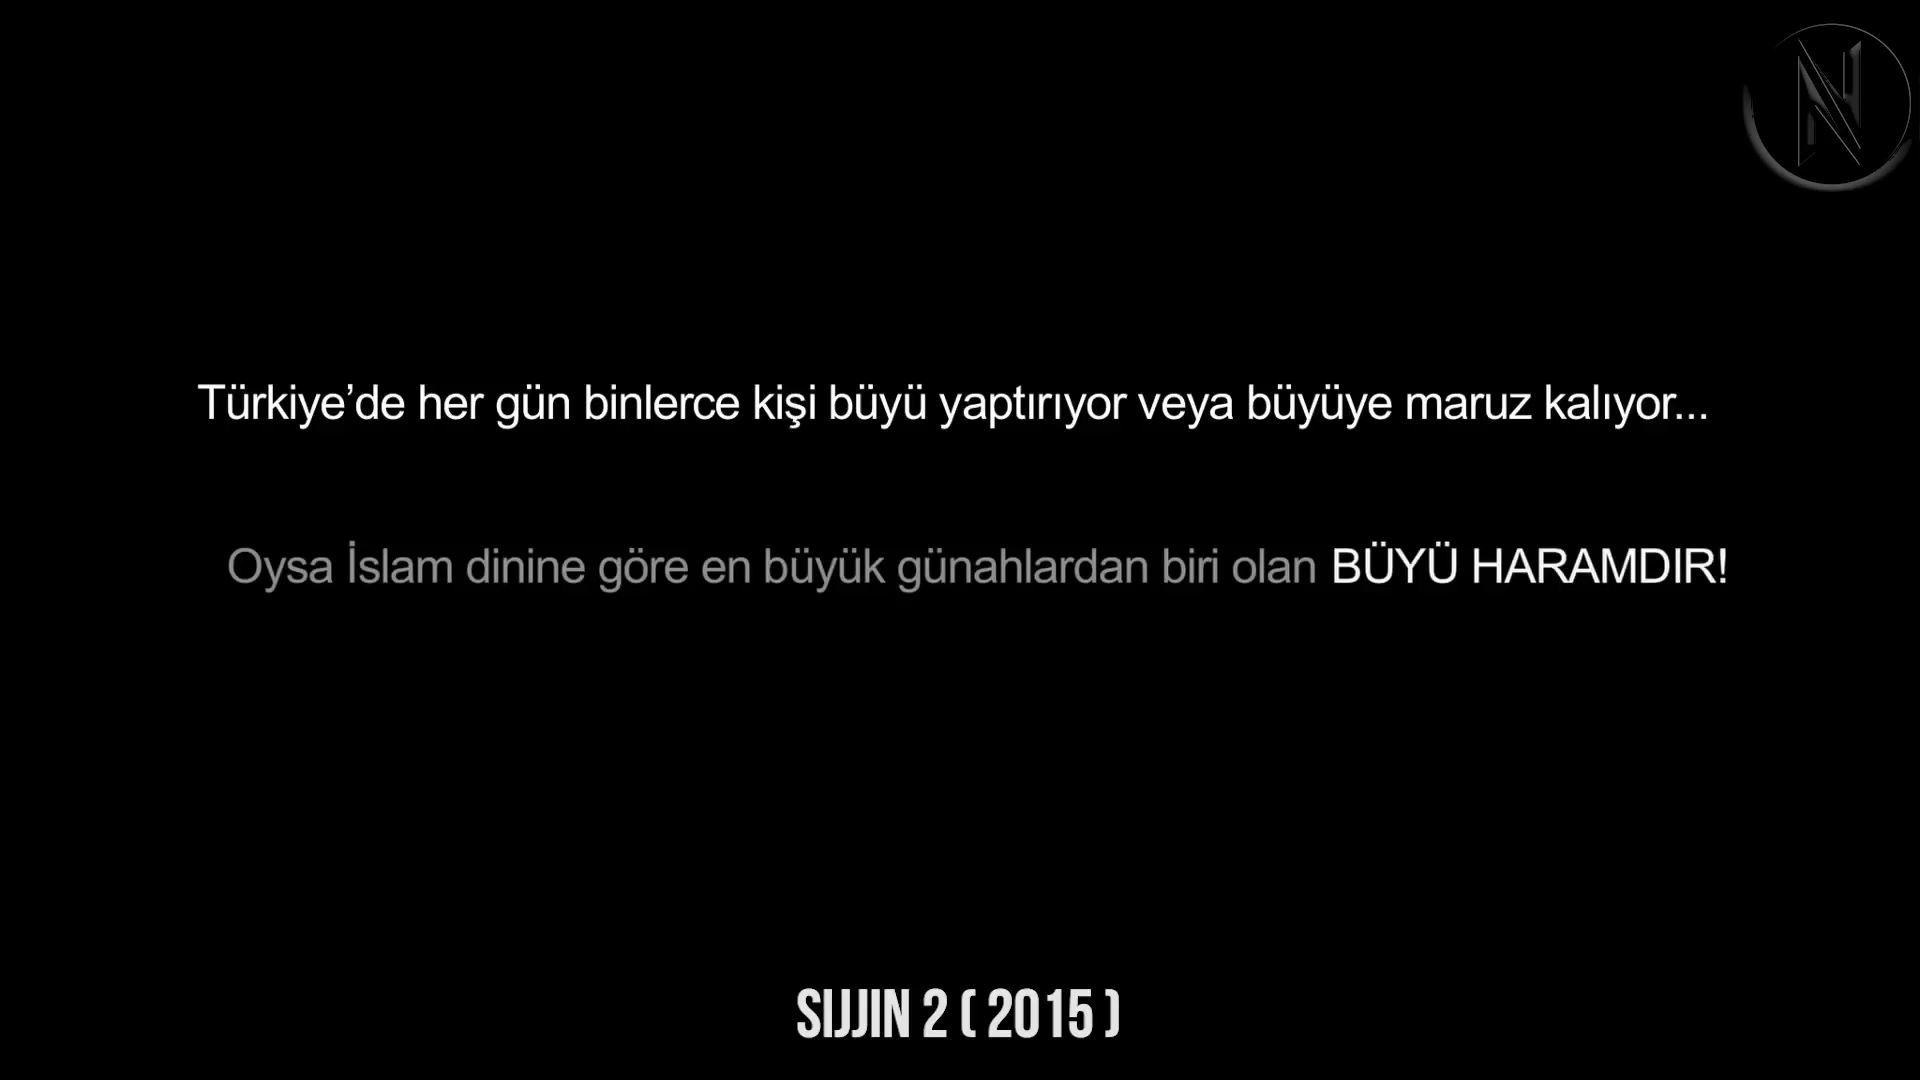 N
Türkiye’de her gün binlerce kişi büyü yaptırıyor veya büyüye maruz kalıyor...
Oysa İslam dinine göre en büyük günahlardan biri olan BÜYÜ HARAMDIR!
SIJJIN 2 ( 2015 )